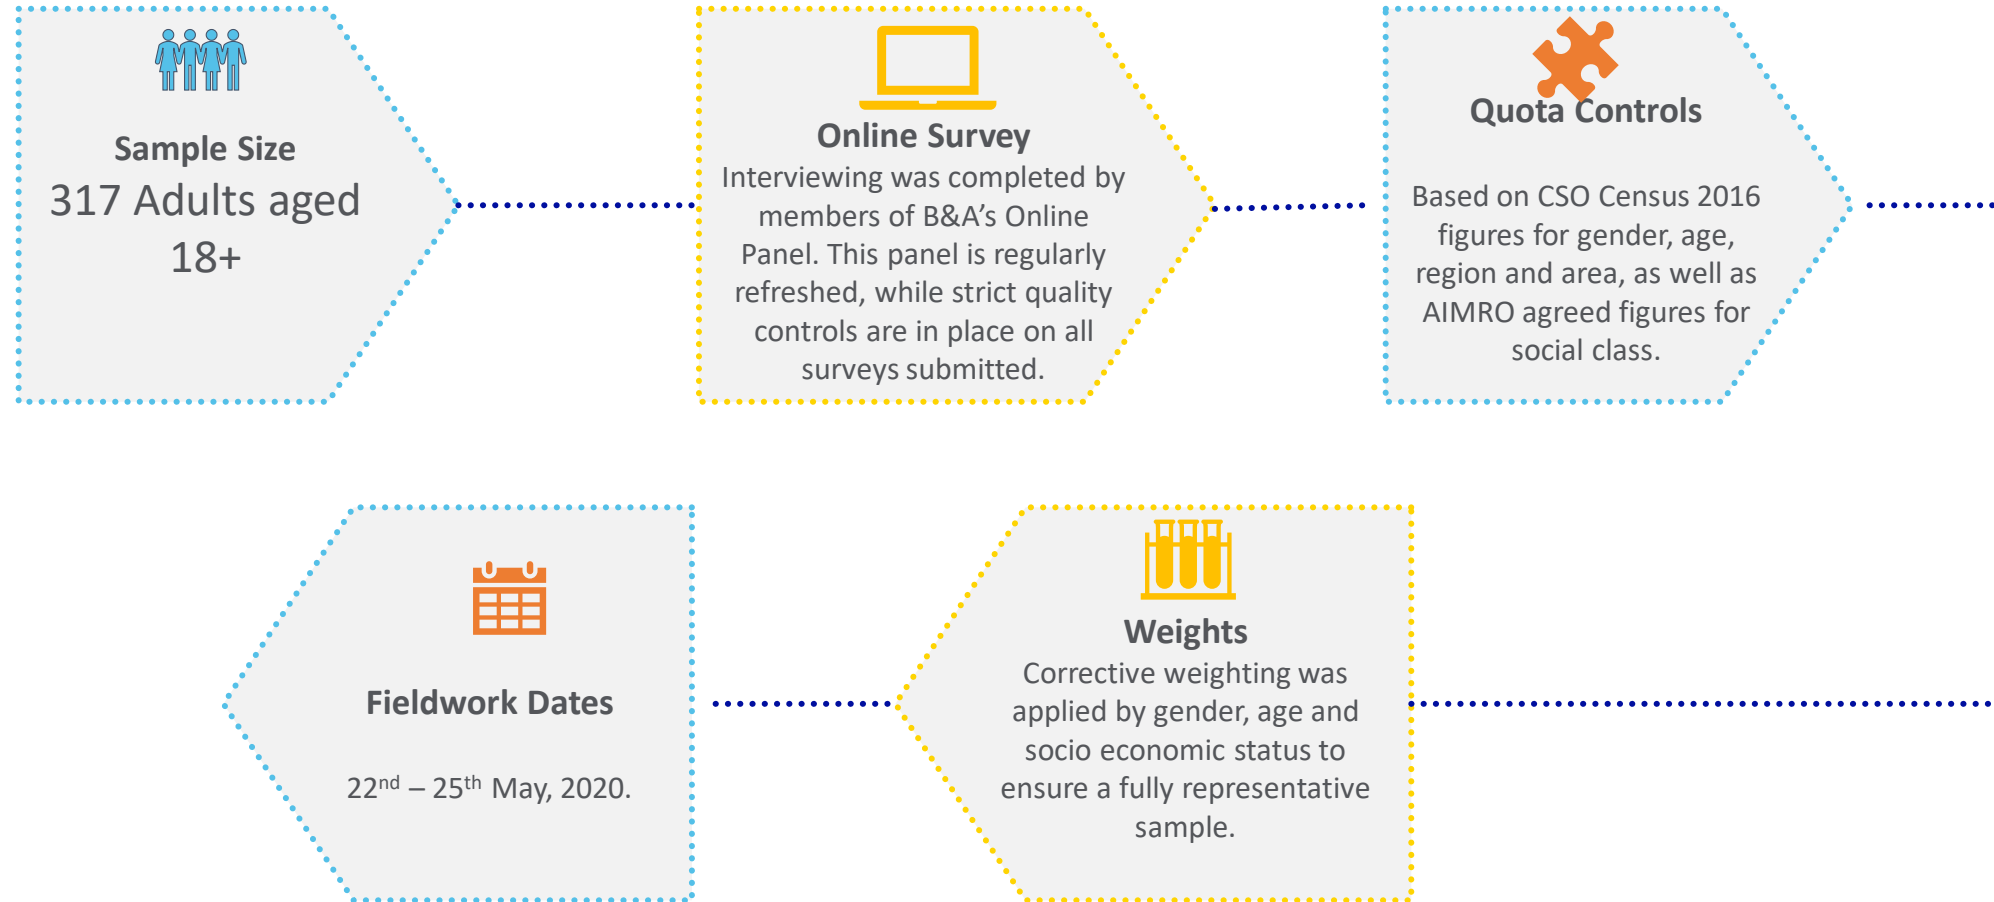 Sample Size
317 Adults aged
18+
Online Survey
Interviewing was completed by
members of B&A’s Online
Panel. This panel is regularly
refreshed, while strict quality
controls are in place on all
surveys submitted.
Quota Controls
Based on CSO Census 2016
figures for gender, age,
region and area, as well as
AIMRO agreed figures for
social class.
Fieldwork Dates
22nd – 25th May, 2020.
Weights
Corrective weighting was
applied by gender, age and
socio economic status to
ensure a fully representative
sample.